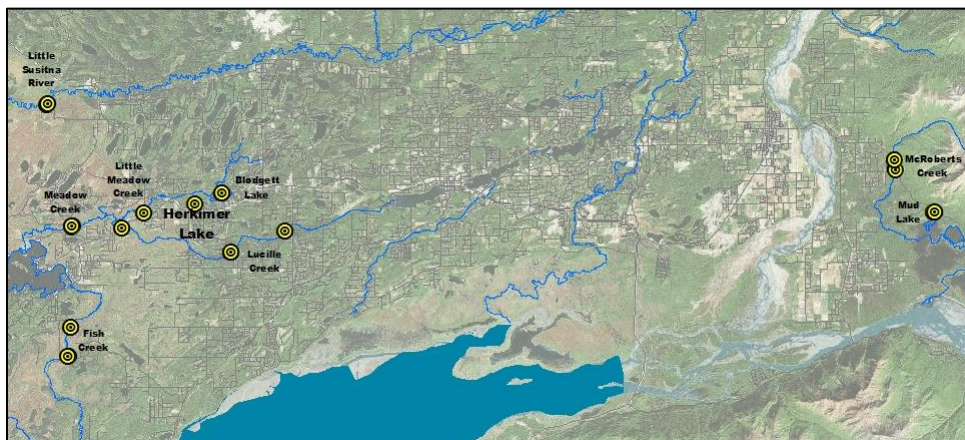 Little
Susitna
River
Little
Meadow
Creek
Meadow
Creek
Blodgett
Lake
Herkimer
Lake
Lucille
Creek
Fish
Creek
McRoberts
Creek
Mud
Lake